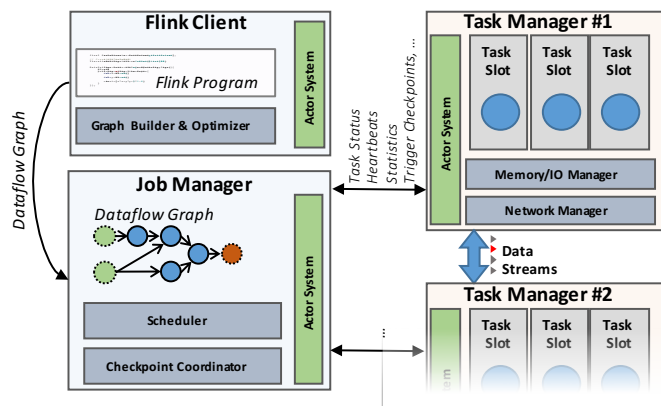 Flink Client
Flink Program
Graph Builder & Optimizer
Actor System
Dataflow Graph
Job Manager
Dataflow Graph
Scheduler
Checkpoint Coordinator
Actor System
Task Status
Heartbeats
Statistics
Trigger Checkpoints, ...
...
Task Manager #1
Actor System
Task
Slot
Task
Slot
Task
Slot
Memory/IO Manager
Network Manager
Data
Streams
Task Manager #2
Task
Slot
Task
Slot
Task
Slot